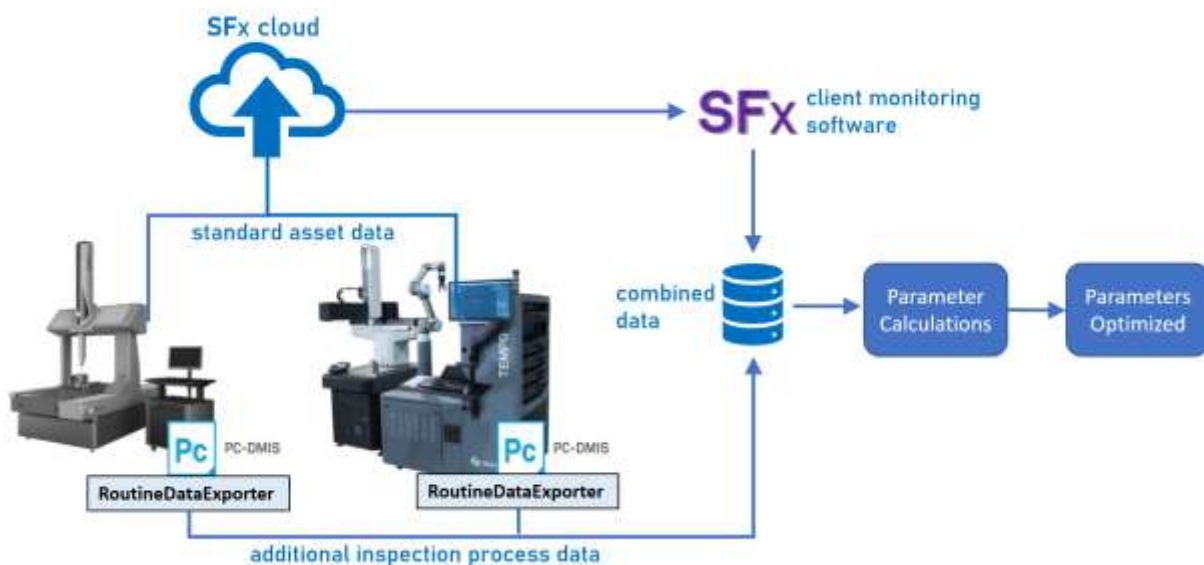 SFx cloud
SFx
client monitoring
software
standard asset data
combined
data
Parameter
Calculations
Parameters
Optimized
TEMPO
Pc
PC-DMIS
Pc
PC-DMIS
RoutineDataExporter
RoutineDataExporter
additional inspection process data